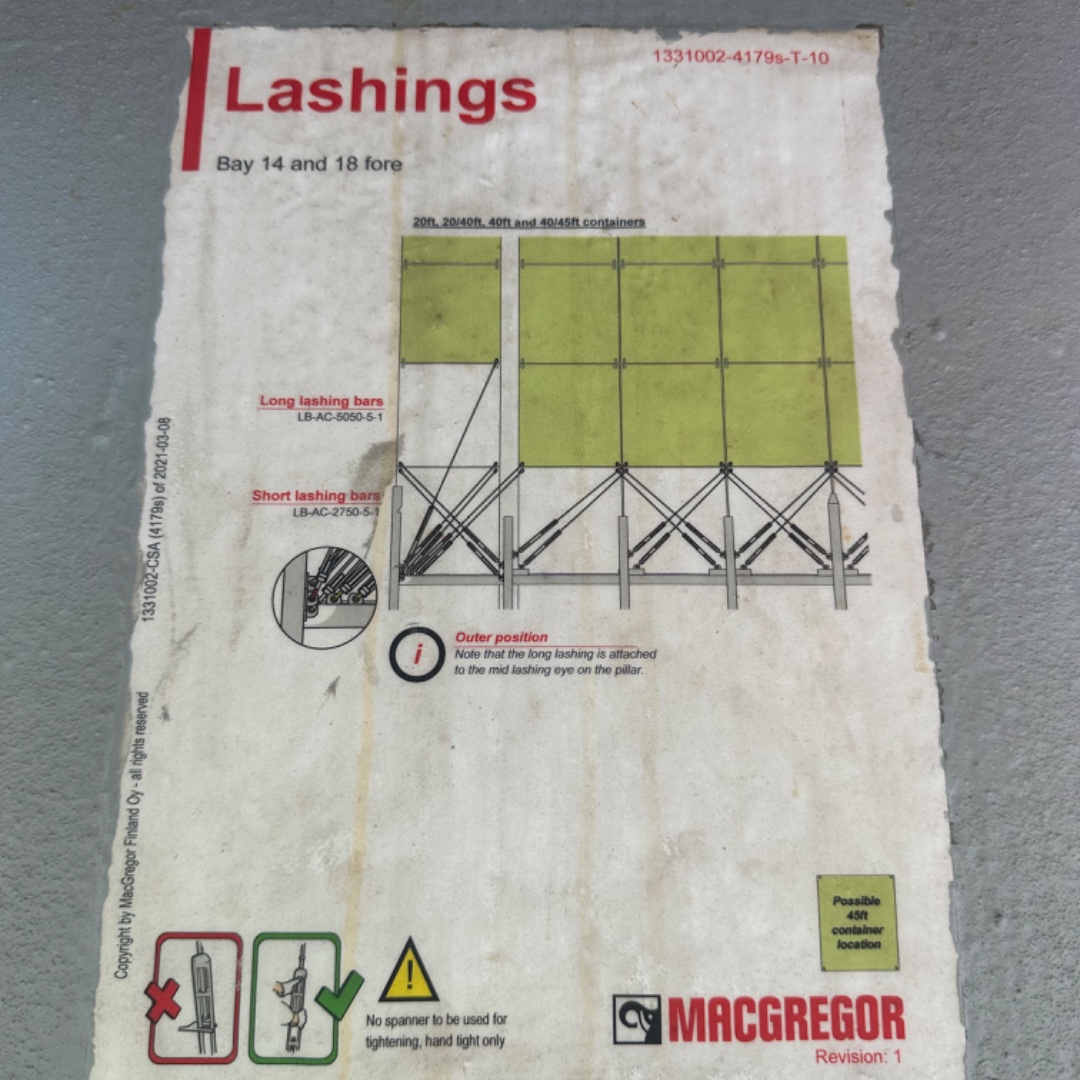 1331002-4179s-T-10
Lashings
Bay 14 and 18 fore
20ft, 20/40ft, 40ft and 40/45ft containers
Long lashing bars
LB-AC-5050-5-1
Short lashing bars
LB-AC-2750-5-1
i
Outer position
Note that the long lashing is attached
to the mid lashing eye on the pillar.
1331002-CSA (4179s) of 2021-03-08
Copyright by MacGregor Finland Oy - all rights reserved
Possible
45ft
container
location
!
No spanner to be used for
tightening, hand tight only
MACGREGOR
Revision: 1